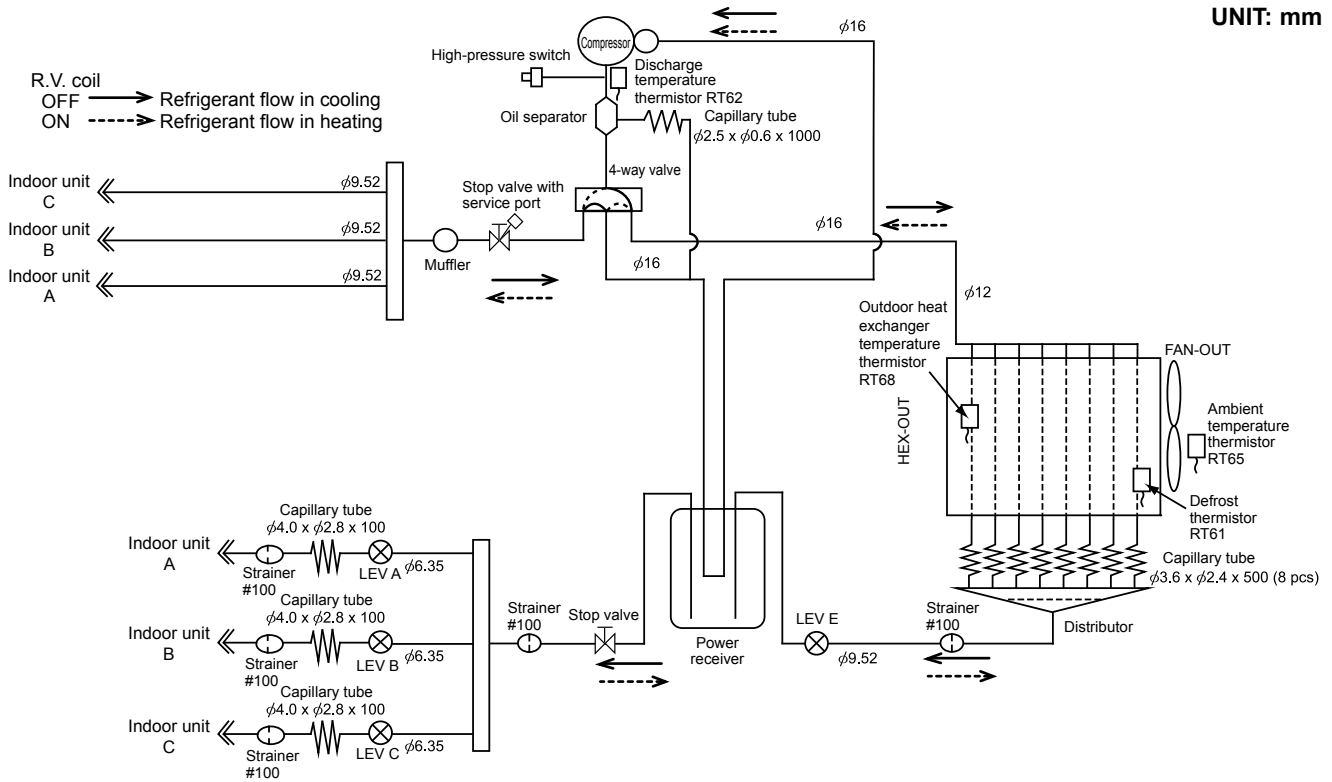 UNIT: mm
R.V. coil
OFF Refrigerant flow in cooling
ON Refrigerant flow in heating
Compressor
ϕ16
High-pressure switch
Discharge
temperature
thermistor RT62
Oil separator
Capillary tube
ϕ2.5 x ϕ0.6 x 1000
4-way valve
Indoor unit
C
ϕ9.52
Indoor unit
B
ϕ9.52
Indoor unit
A
ϕ9.52
Muffler
Stop valve with
service port
ϕ16
ϕ16
ϕ12
Outdoor heat
exchanger
temperature
thermistor
RT68
HEX-OUT
FAN-OUT
Ambient
temperature
thermistor
RT65
Defrost
thermistor
RT61
Capillary tube
ϕ3.6 x ϕ2.4 x 500 (8 pcs)
Distributor
Strainer
#100
ϕ9.52
LEV E
Power
receiver
Stop valve
Strainer
#100
Capillary tube
ϕ4.0 x ϕ2.8 x 100
Indoor unit
A
Strainer
#100
LEV A
ϕ6.35
Capillary tube
ϕ4.0 x ϕ2.8 x 100
Indoor unit
B
Strainer
#100
LEV B
ϕ6.35
Capillary tube
ϕ4.0 x ϕ2.8 x 100
Indoor unit
C
Strainer
#100
LEV C
ϕ6.35